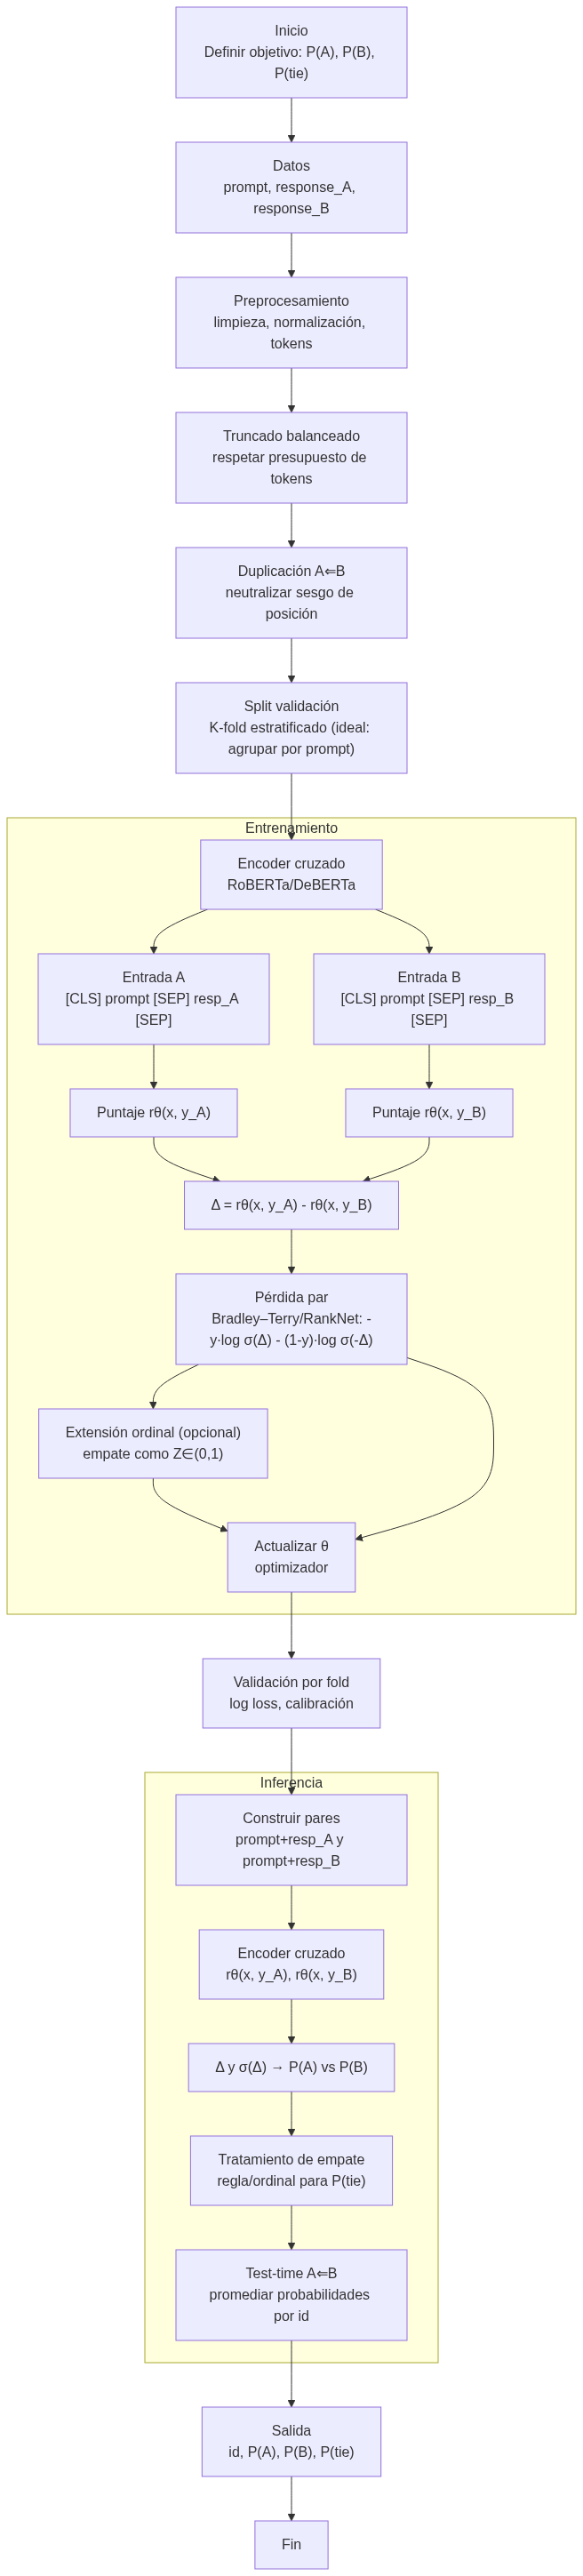 Inicio
Definir objetivo: P(A), P(B),
P(tie)
Datos
prompt, response_A,
response_B
Preprocesamiento
limpieza, normalización,
tokens
Truncado balanceado
respetar presupuesto de
tokens
Duplicación A⇐B
neutralizar sesgo de
posición
Split validación
K-fold estratificado (ideal:
agrupar por prompt)
Entrenamiento
Encoder cruzado
RoBERTa/DeBERTa
Entrada A
[CLS] prompt [SEP] resp_A
[SEP]
Entrada B
[CLS] prompt [SEP] resp_B
[SEP]
Puntaje rθ(x, y_A)
Puntaje rθ(x, y_B)
Δ = rθ(x, y_A) - rθ(x, y_B)
Pérdida par
Bradley–Terry/RankNet: -
y·log σ(Δ) - (1-y)·log σ(-Δ)
Extensión ordinal (opcional)
empate como Z∈(0,1)
Actualizar θ
optimizador
Validación por fold
log loss, calibración
Inferencia
Construir pares
prompt+resp_A y
prompt+resp_B
Encoder cruzado
rθ(x, y_A), rθ(x, y_B)
Δ y σ(Δ) → P(A) vs P(B)
Tratamiento de empate
regla/ordinal para P(tie)
Test-time A⇐B
promediar probabilidades
por id
Salida
id, P(A), P(B), P(tie)
Fin